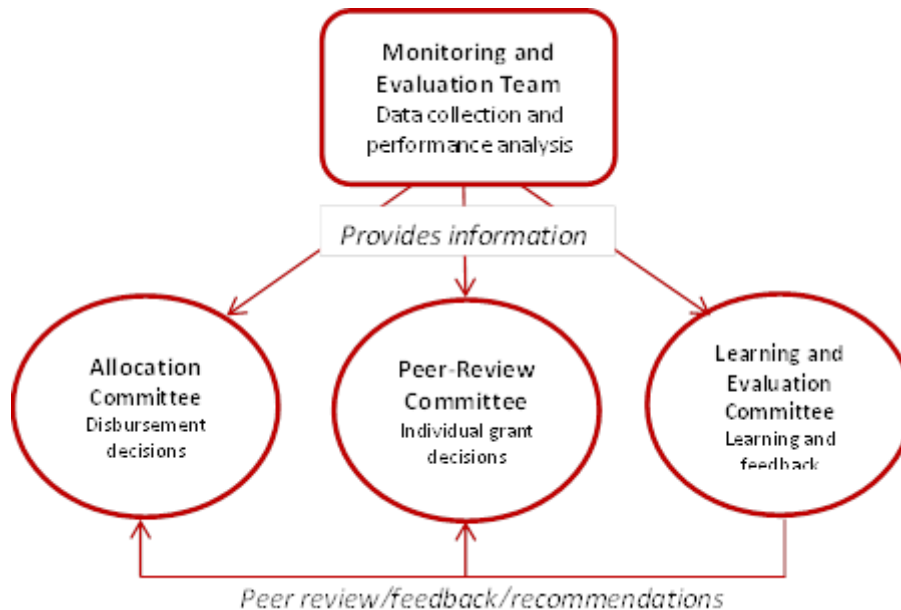 Monitoring and
Evaluation Team
Data collection and
performance analysis
Provides information
Allocation
Committee
Disbursement
decisions
Peer-Review
Committee
Individual grant
decisions
Learning and
Evaluation
Committee
Learning and
feedback
Peer review/feedback/recommendations